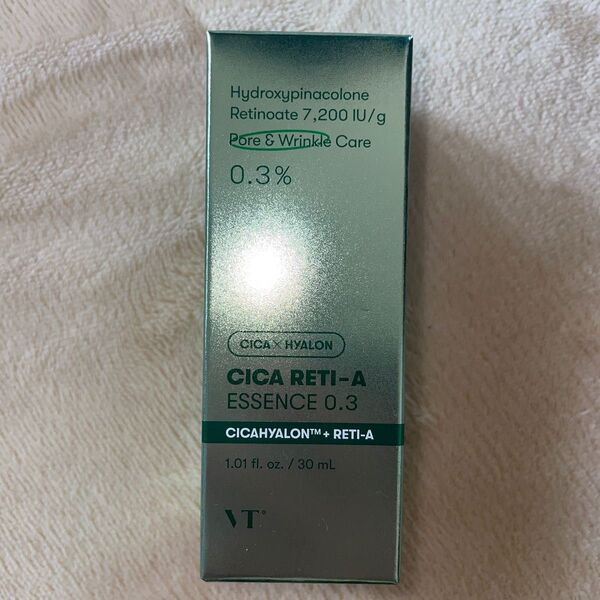 Hydroxypinacolone
Retinoate 7,200 IU/g
Pore & Wrinkle Care
0.3%
CICA × HYALON
CICA RETI-A
ESSENCE 0.3
CICAHYALON™ + RETI-A
1.01 fl. oz. / 30 mL
VT®